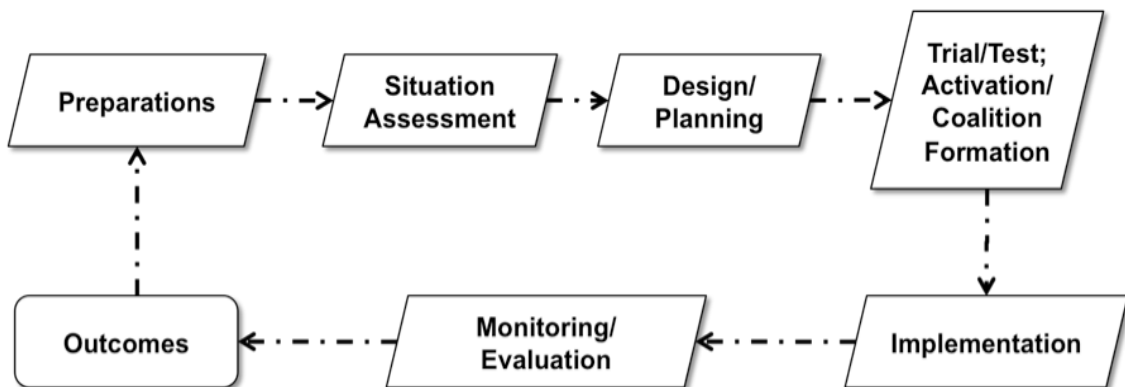 Preparations
Situation
Assessment
Design/
Planning
Trial/Test;
Activation/
Coalition
Formation
Implementation
Monitoring/
Evaluation
Outcomes